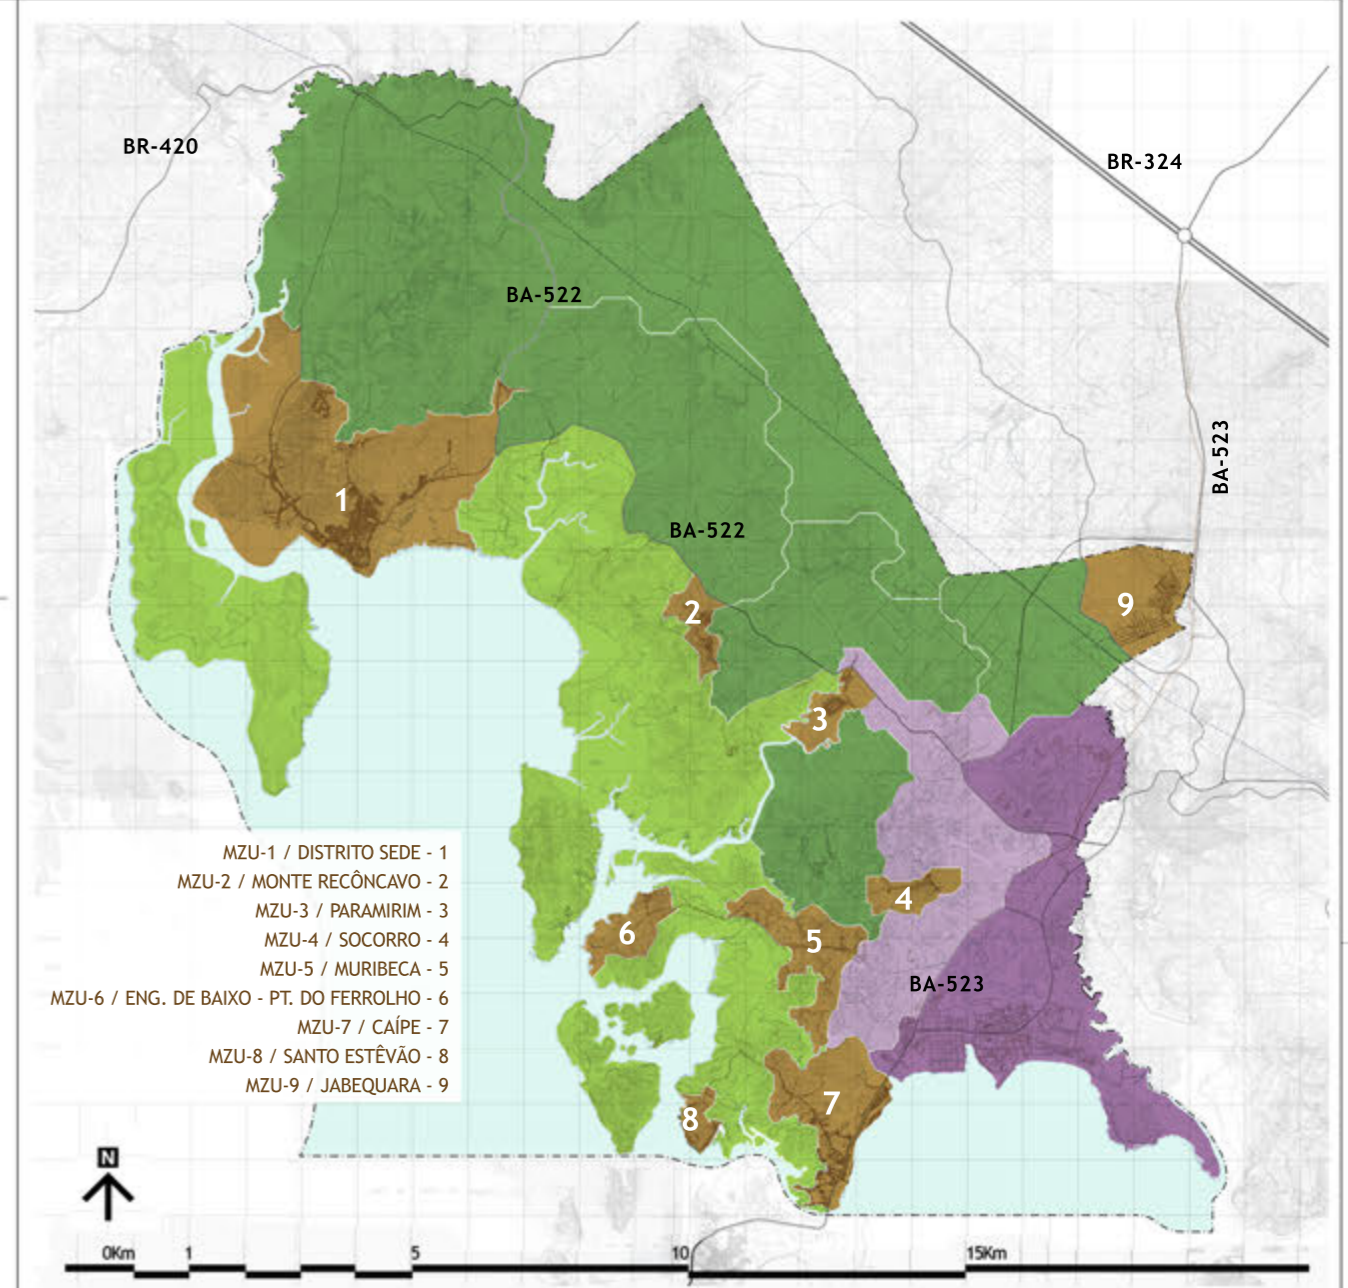 BR-420
BR-324
BA-522
BA-523
1
BA-522
2
9
3
4
5
6
BA-523
7
8
MZU-1 / DISTRITO SEDE - 1
MZU-2 / MONTE RECÔNCAVO - 2
MZU-3 / PARAMIRIM - 3
MZU-4 / SOCORRO - 4
MZU-5 / MURIBECA - 5
MZU-6 / ENG. DE BAIXO - PT. DO FERROLHO - 6
MZU-7 / CAÍPE - 7
MZU-8 / SANTO ESTÊVÃO - 8
MZU-9 / JABEQUARA - 9
N
0Km 1 5 10 15Km